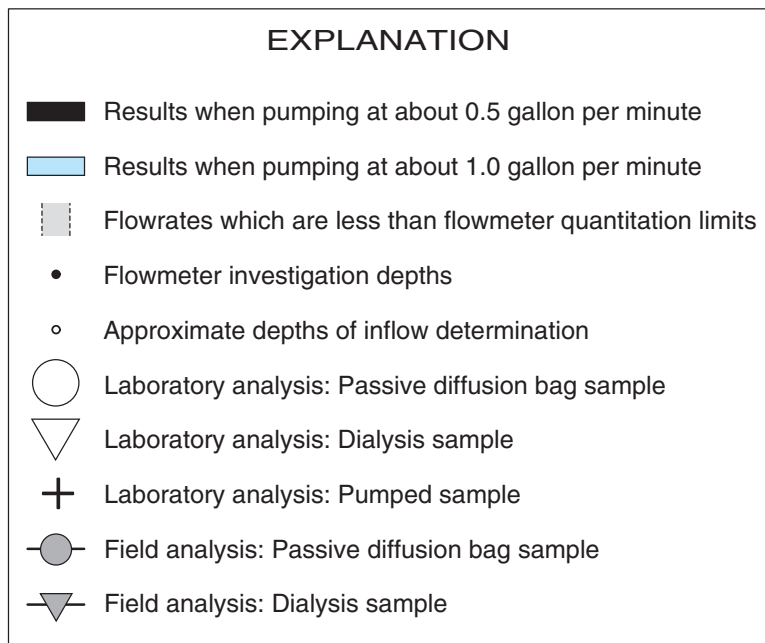 EXPLANATION
Results when pumping at about 0.5 gallon per minute
Results when pumping at about 1.0 gallon per minute
Flowrates which are less than flowmeter quantitation limits
Flowmeter investigation depths
Approximate depths of inflow determination
Laboratory analysis: Passive diffusion bag sample
Laboratory analysis: Dialysis sample
Laboratory analysis: Pumped sample
Field analysis: Passive diffusion bag sample
Field analysis: Dialysis sample